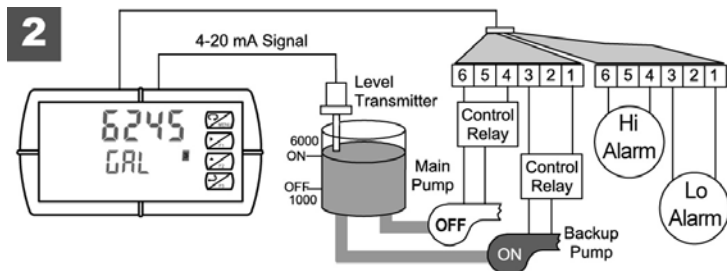 2
4-20 mA Signal
Level
Transmitter
6245
GAL
6000
ON
OFF
1000
Main
Pump
OFF
ON
Backup
Pump
6 5 4 3 2 1
Control
Relay
Control
Relay
6 5 4 3 2 1
Hi
Alarm
Lo
Alarm